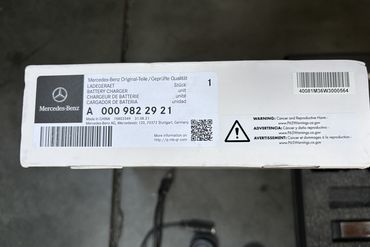 Mercedes-Benz
Mercedes-Benz Original-Teile / Geprüfte Qualität
LADEGERAET Stück 1
BATTERY CHARGER unit
CHARGEUR DE BATTERIE unité
CARGADOR DE BATERIA unidad
A 000 982 29 21
Made in CHINA
Mercedes-Benz AG, Mercedesstr. 120, 70372 Stuttgart, Germany
40081M36W3000564
WARNING: Cancer and Reproductive Harm -
www.P65Warnings.ca.gov
ADVERTENCIA: Cáncer y daño reproductivo -
www.P65Warnings.ca.gov
AVERTISSEMENT: Cancer et dommages à la reproduction -
www.P65Warnings.ca.gov